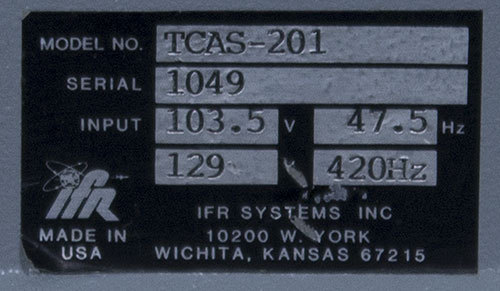 MODEL NO. TCAS-201
SERIAL 1049
INPUT 103.5 V 47.5 Hz
129 420Hz
ifr
IFR SYSTEMS INC
MADE IN 10200 W. YORK
USA WICHITA, KANSAS 67215